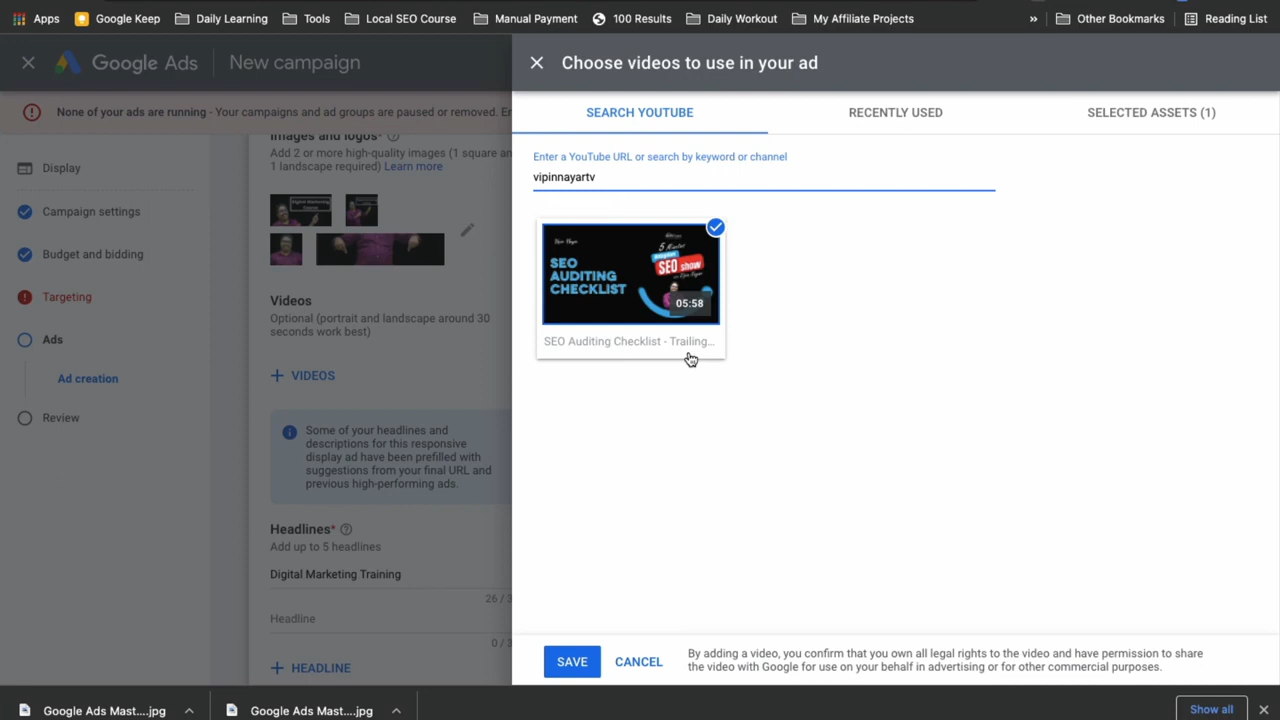 Apps
Google Keep
Daily Learning
Tools
Local SEO Course
Manual Payment
100 Results
Daily Workout
My Affiliate Projects
»
Other Bookmarks
Reading List
Google Ads
New campaign
Choose videos to use in your ad
None of your ads are running - Your campaigns and ad groups are paused or removed. En
SEARCH YOUTUBE
RECENTLY USED
SELECTED ASSETS (1)
Display
Campaign settings
Budget and bidding
Targeting
Ads
Ad creation
Review
Images and logos*
Add 2 or more high-quality images (1 square an
1 landscape required) Learn more
Digital Marketing
Videos
Optional (portrait and landscape around 30
seconds work best)
+ VIDEOS
Some of your headlines and
descriptions for this responsive
display ad have been prefilled with
suggestions from your final URL and
previous high-performing ads.
Headlines*
Add up to 5 headlines
Digital Marketing Training
26 / 3
Headline
0 / 3
+ HEADLINE
Enter a YouTube URL or search by keyword or channel
vipinnayartv
SEO
AUDITING
CHECKLIST
5 Minutes
SEO show
05:58
SEO Auditing Checklist - Trailing...
SAVE
CANCEL
By adding a video, you confirm that you own all legal rights to the video and have permission to share
the video with Google for use on your behalf in advertising or for other commercial purposes.
Google Ads Mast....jpg
Google Ads Mast....jpg
Show all